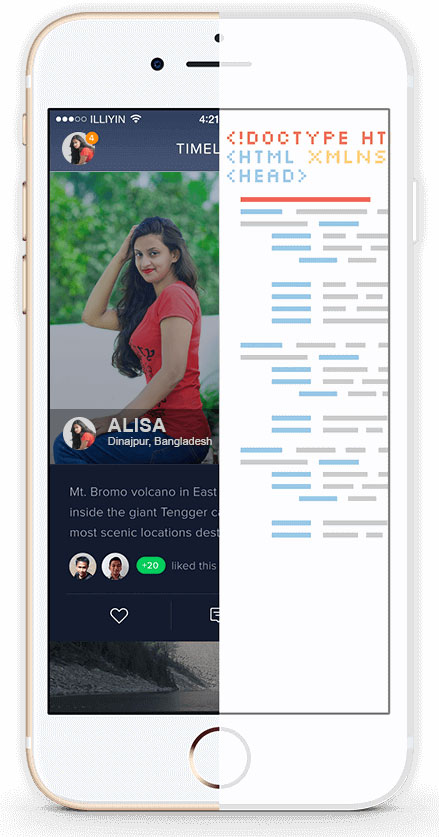 ILLIYIN 4:21
4
TIMEL
<!DOCTYPE HT
<HTML XMLNS
<HEAD>
ALISA
Dinajpur, Bangladesh
Mt. Bromo volcano in East
inside the giant Tengger ca
most scenic locations dest
+20 liked this